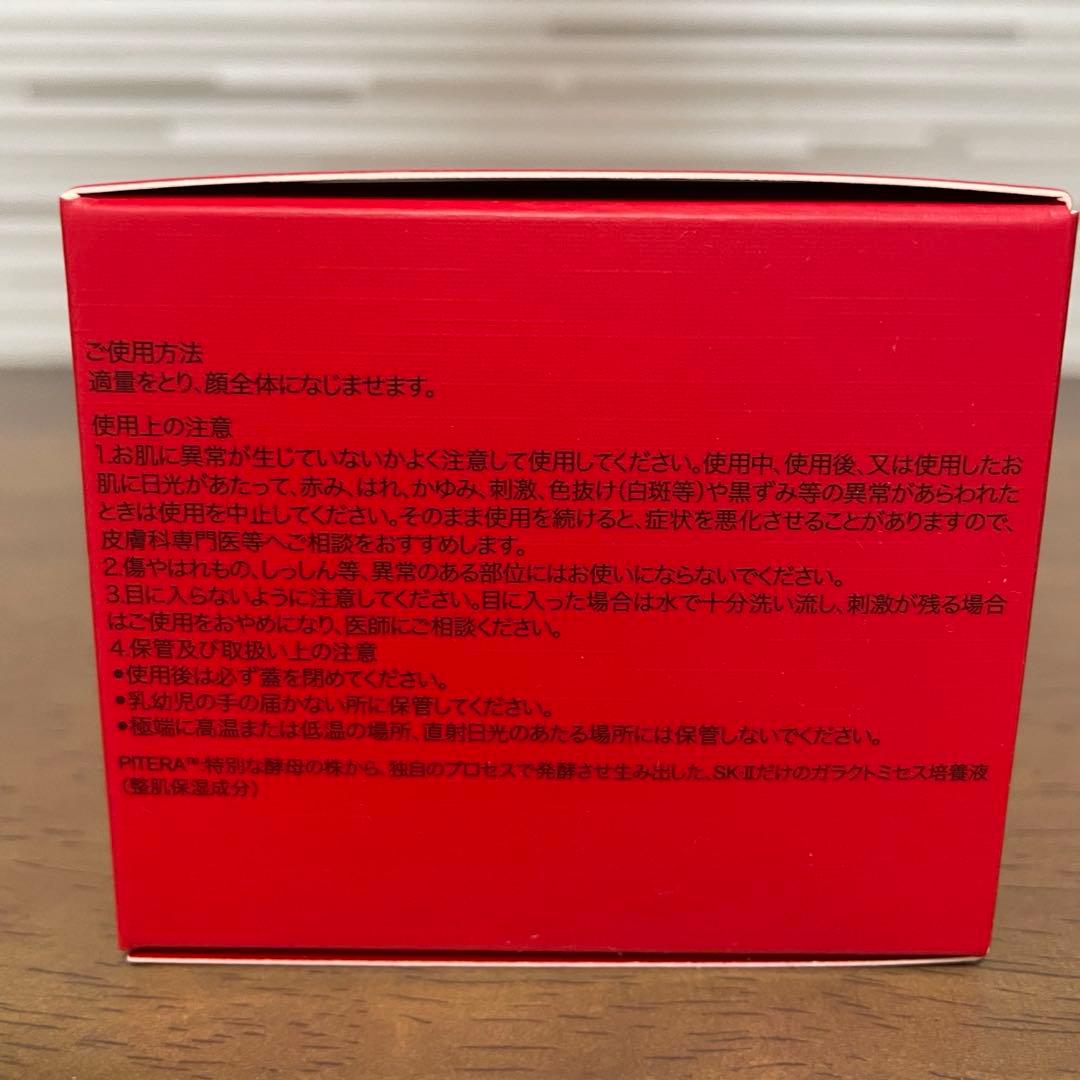 ご使用方法
適量をとり、顔全体になじませます。
使用上の注意
1.お肌に異常が生じていないかよく注意して使用してください。使用中、使用後、又は使用したお
肌に日光があたって、赤み、はれ、かゆみ、刺激、色抜け(白斑等)や黒ずみ等の異常があらわれた
ときは使用を中止してください。そのまま使用を続けると、症状を悪化させることがありますので、
皮膚科専門医等へご相談をおすすめします。
2.傷やはれもの、しっしん等、異常のある部位にはお使いにならないでください。
3.目に入らないように注意してください。目に入った場合は水で十分洗い流し、刺激が残る場合
はご使用をおやめになり、医師にご相談ください。
4.保管及び取扱い上の注意
•使用後は必ず蓋を閉めてください。
•乳幼児の手の届かない所に保管してください。
•極端に高温または低温の場所、直射日光のあたる場所には保管しないでください。
PITERA™:特別な酵母の株から、独自のプロセスで発酵させ生み出した、SK-Ⅱだけのガラクトミセス培養液
(整肌保湿成分)